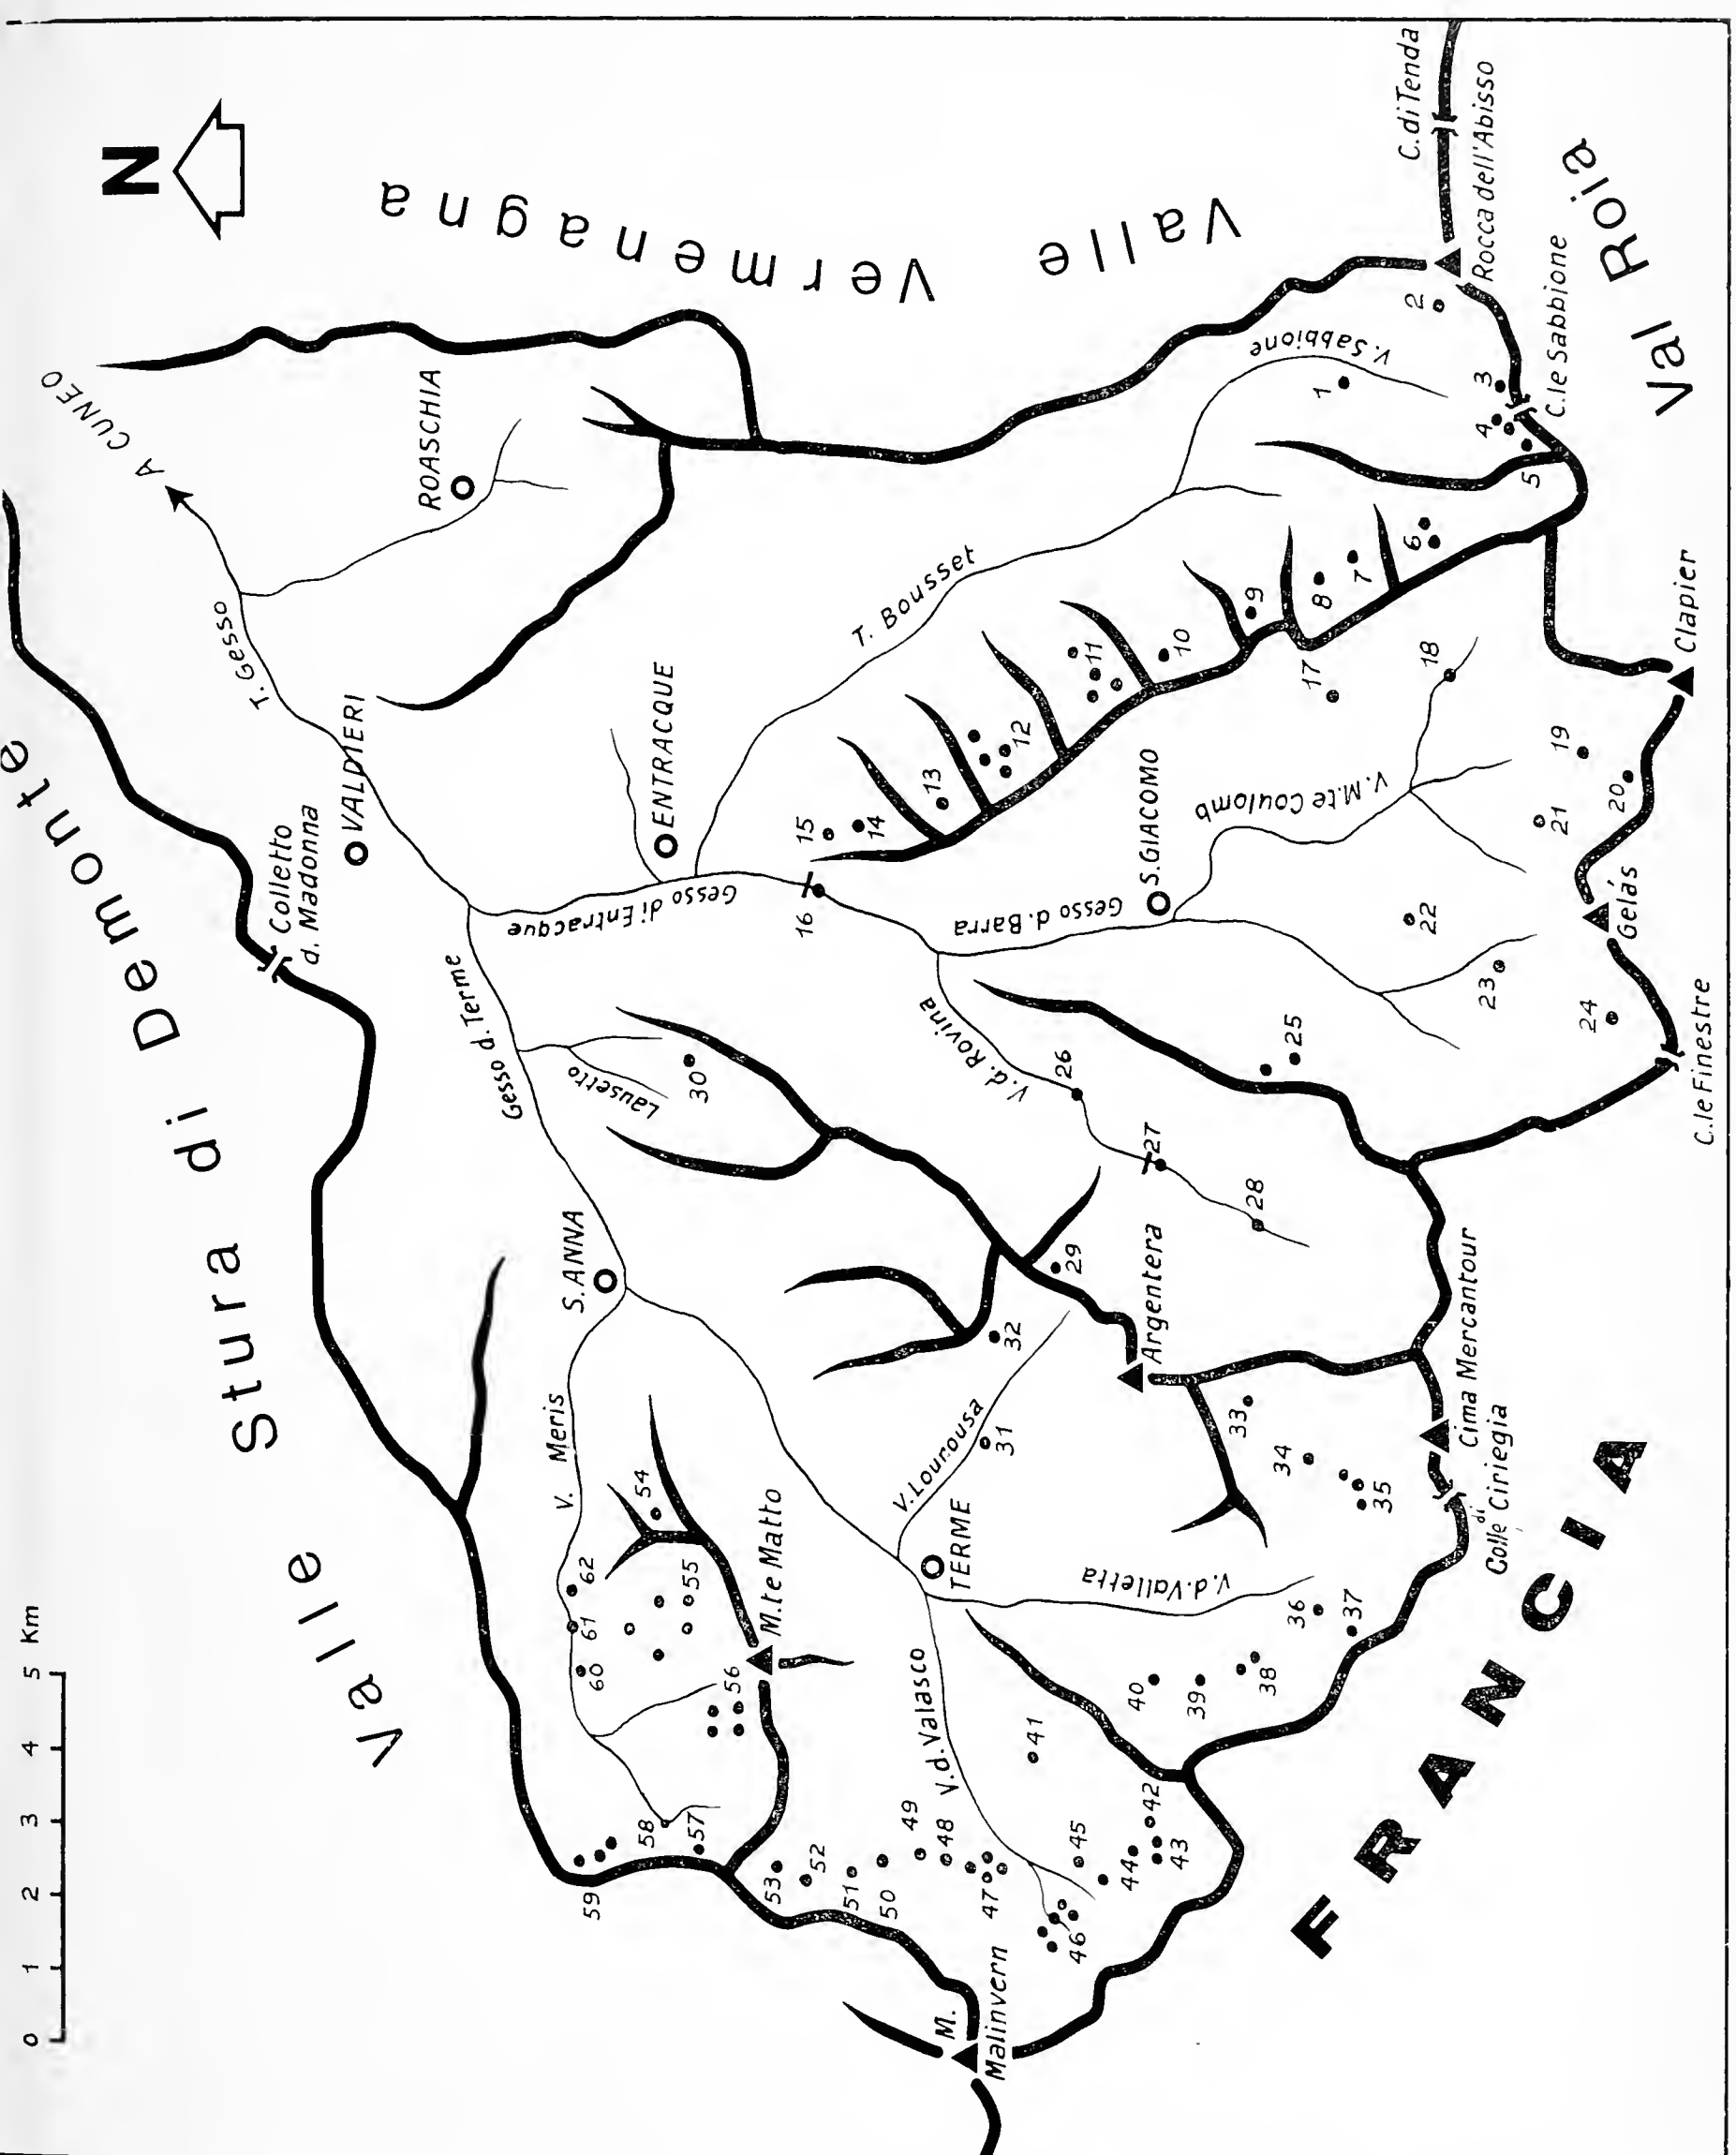 0 1 2 3 4 5 Km
N
A CUNEO
Valle Stura di Demonte
Valle Vermagna
Val Roia
FRANCIA
T. Gesso
ROASCHIA
VALDIERI
Colletto
d. Madonna
ENTRACQUE
Gesso di Entracque
T. Bousset
Gesso d. Terme
Lausetto
S. ANNA
V. Meris
M.te Matto
V. Lourousa
TERME
V. d. Valletta
V. d. Valasco
M.
Malinvern
Argentera
V. d. Rovina
Gesso d. Barra
S. GIACOMO
V. M.te Coulomb
V. Sabbione
C. di Tenda
Rocca dell'Abisso
C.le Sabbione
Clapier
Gelás
C.le Finestre
Cima Mercantour
Colle di Ciriegia
1
2
3
4
5
6
7
8
9
10
11
12
13
14
15
16
17
18
19
20
21
22
23
24
25
26
27
28
29
30
31
32
33
34
35
36
37
38
39
40
41
42
43
44
45
46
47
48
49
50
51
52
53
54
55
56
57
58
59
60
61
62